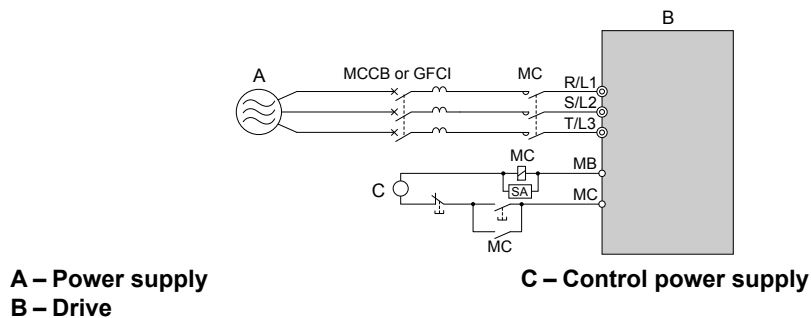 B
A
MCCB or GFCI
MC
R/L1
S/L2
T/L3
MC
MB
C
SA
MC
MC
A – Power supply
B – Drive
C – Control power supply